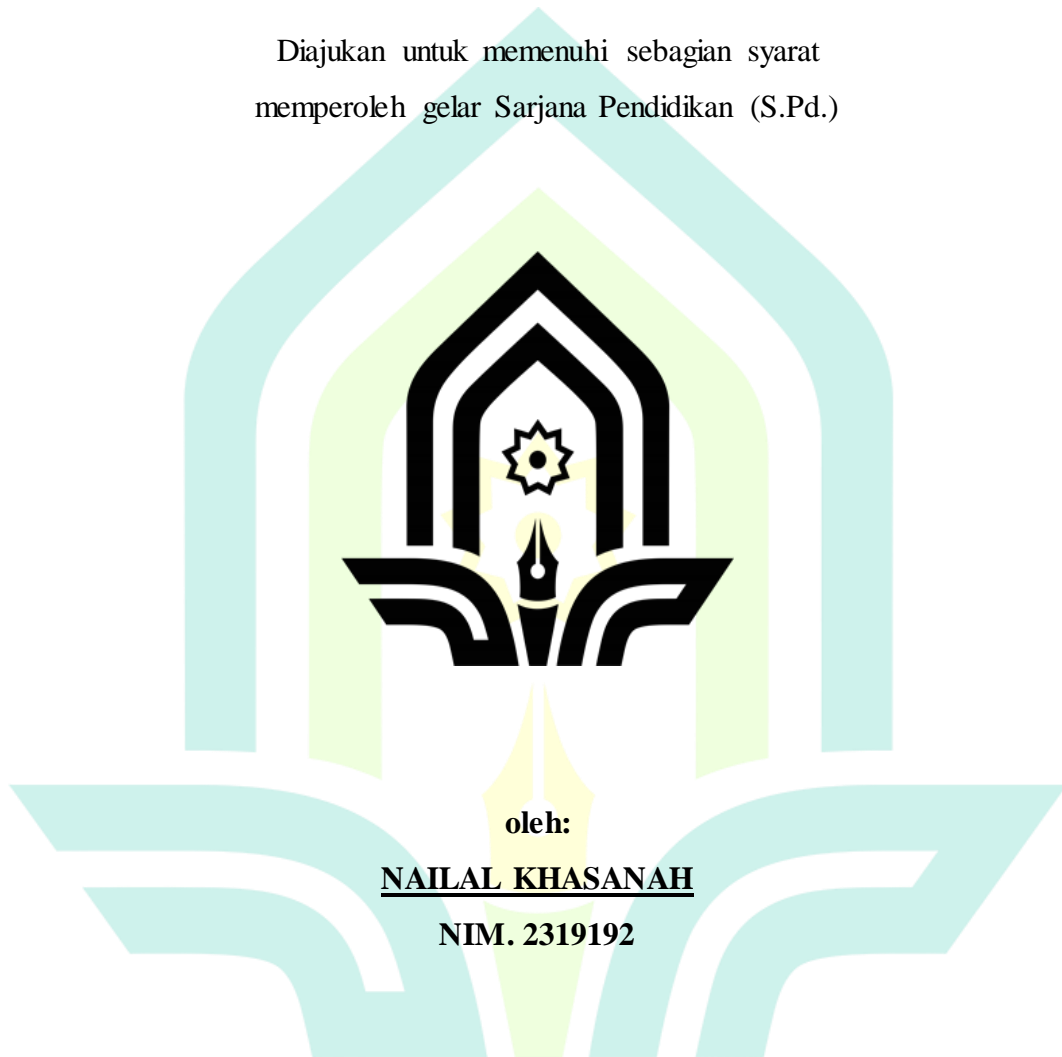 Diajukan untuk memenuhi sebagian syarat
memperoleh gelar Sarjana Pendidikan (S.Pd.)
oleh:
NAILAL KHASANAH
NIM. 2319192